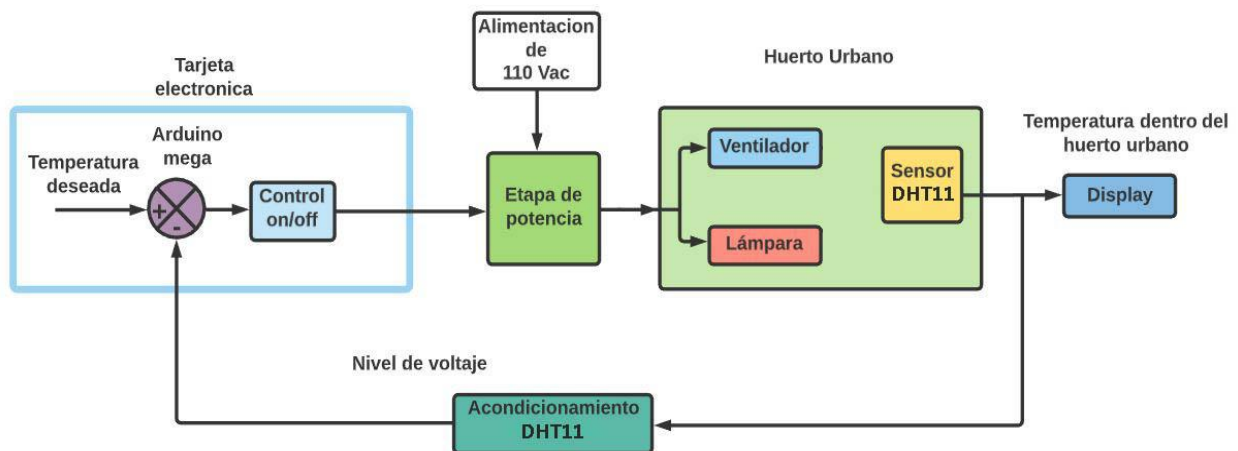 Alimentacion
de
110 Vac
Tarjeta
electronica
Huerto Urbano
Arduino
mega
Temperatura
deseada
+
-
Control
on/off
Etapa de
potencia
Ventilador
Lámpara
Sensor
DHT11
Temperatura dentro del
huerto urbano
Display
Nivel de voltaje
Acondicionamiento
DHT11